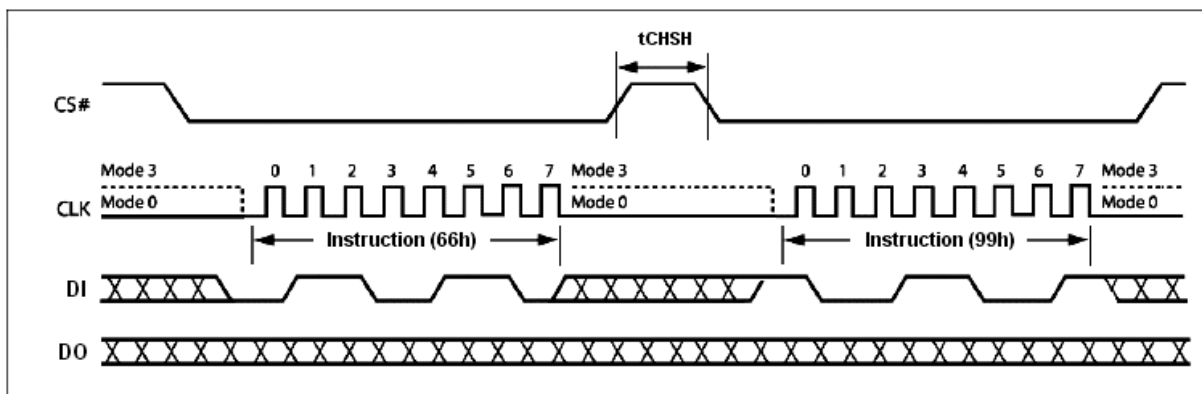 tCHSH
CS#
Mode 3 0 1 2 3 4 5 6 7 Mode 3 0 1 2 3 4 5 6 7 Mode 3
CLK Mode 0 Mode 0 Mode 0
Instruction (66h) Instruction (99h)
DI
DO